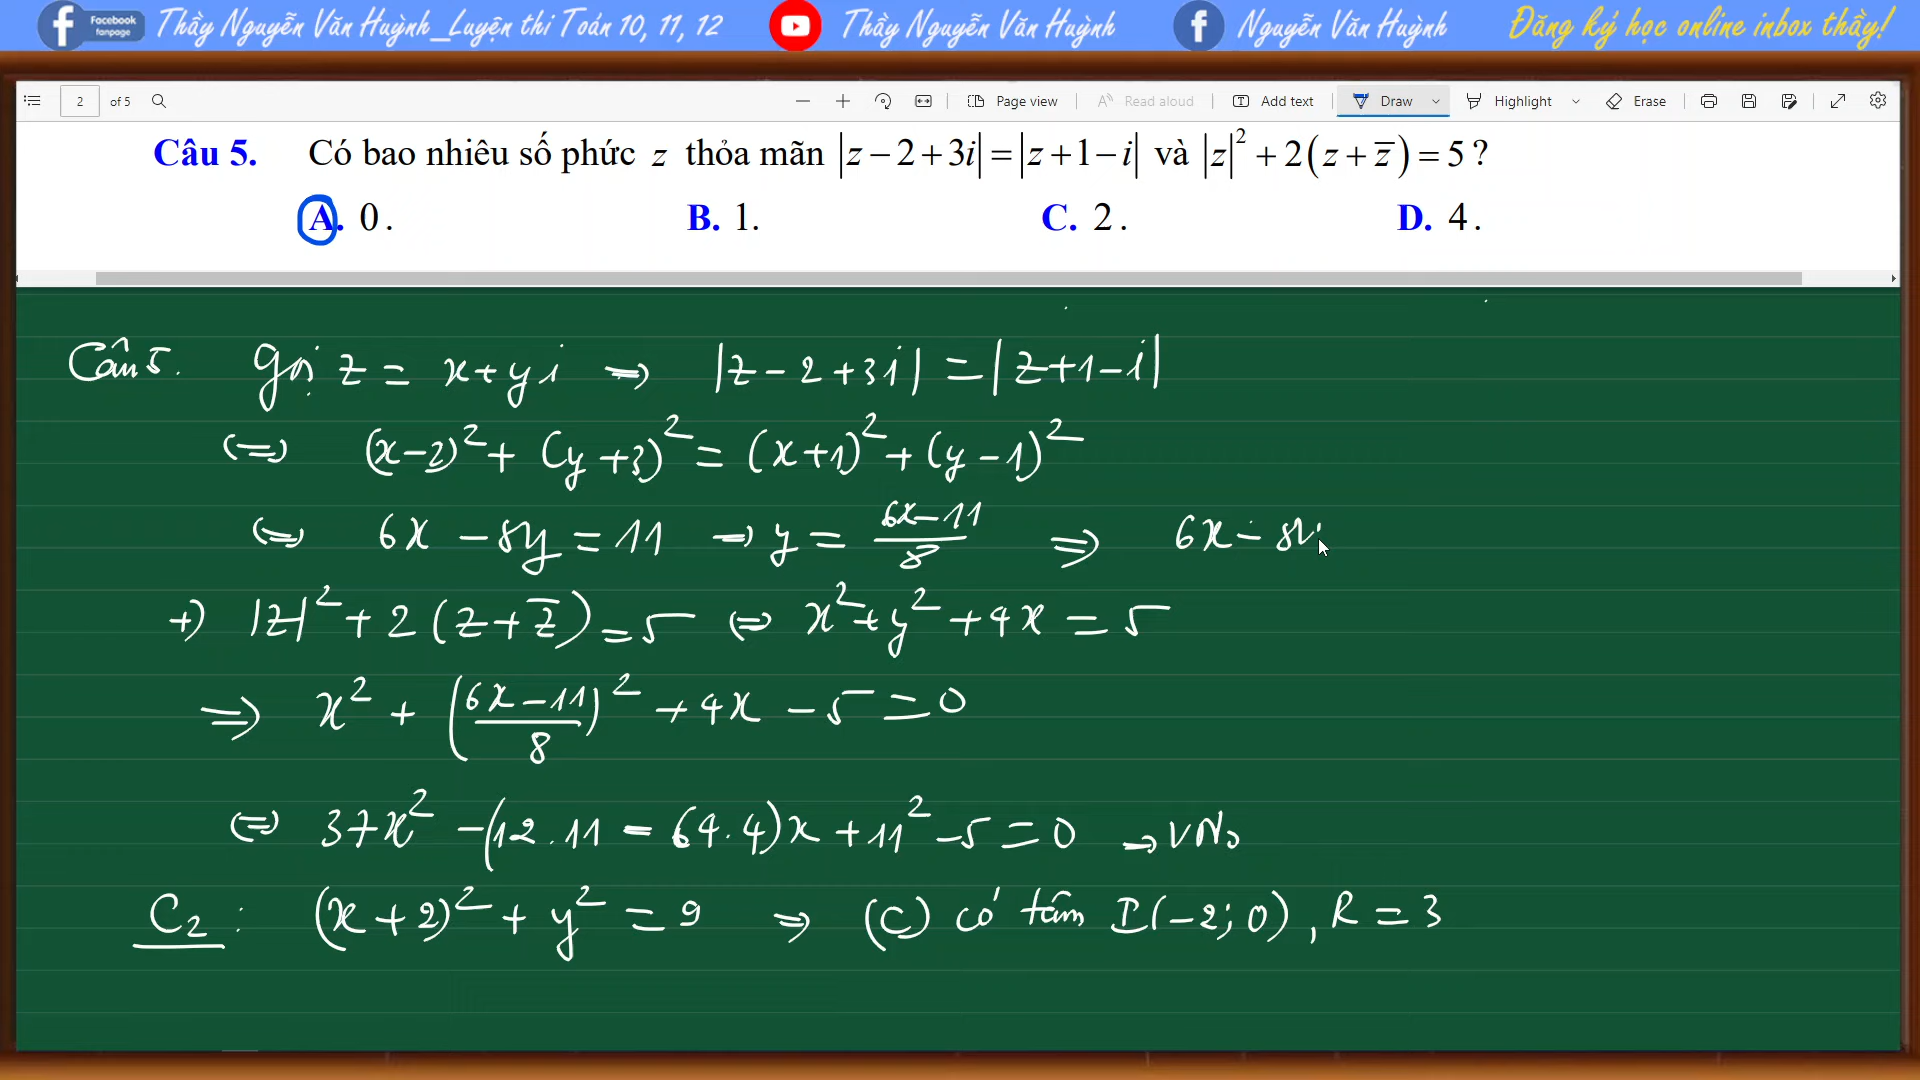 Facebook fanpage Thầy Nguyễn Văn Huỳnh_Luyện thi Toán 10, 11, 12 Thầy Nguyễn Văn Huỳnh Nguyễn Văn Huỳnh Đăng ký học online inbox thầy!
2 of 5 Page view Read aloud Add text Draw Highlight Erase
Câu 5. Có bao nhiêu số phức z thỏa mãn |z−2+3i|=|z+1−i| và |z|²+2(z+z̄)=5?
A. 0. B. 1. C. 2. D. 4.
Câu 5. Gọi z = x+yi ⇒ |z−2+3i| = |z+1−i|
⇔ (x−2)² + (y+3)² = (x+1)² + (y−1)²
⇔ 6x − 8y = 11 → y = (6x−11)/8 ⇒ 6x − 8
+) |z|² + 2(z+z̄) = 5 ⇔ x²+y²+4x = 5
⇒ x² + ((6x−11)/8)² + 4x − 5 = 0
⇔ 37x² − (12.11 − 64.4)x + 11² − 5 = 0 → VNo
C2: (x+2)² + y² = 9 ⇒ (C) có tâm I(−2; 0), R = 3